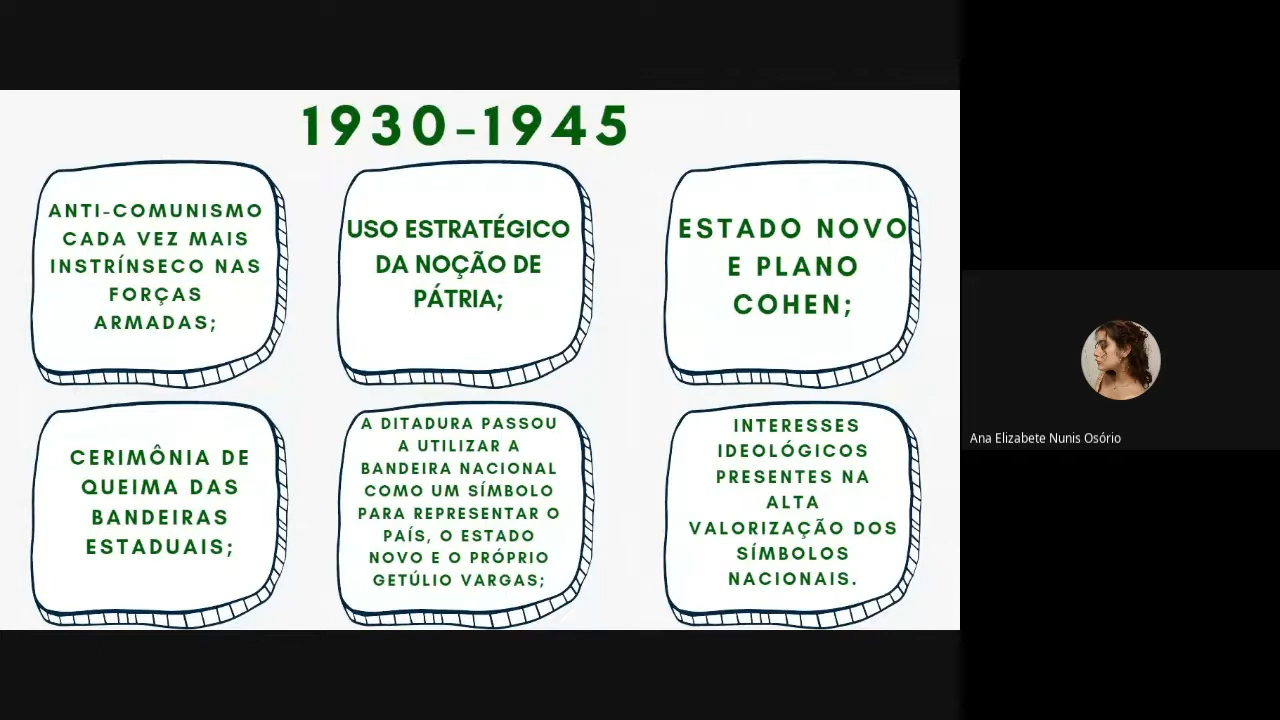 1930-1945
ANTI-COMUNISMO
CADA VEZ MAIS
INSTRÍNSECO NAS
FORÇAS
ARMADAS;
USO ESTRATÉGICO
DA NOÇÃO DE
PÁTRIA;
ESTADO NOVO
E PLANO
COHEN;
CERIMÔNIA DE
QUEIMA DAS
BANDEIRAS
ESTADUAIS;
A DITADURA PASSOU
A UTILIZAR A
BANDEIRA NACIONAL
COMO UM SÍMBOLO
PARA REPRESENTAR O
PAÍS, O ESTADO
NOVO E O PRÓPRIO
GETÚLIO VARGAS;
INTERESSES
IDEOLÓGICOS
PRESENTES NA
ALTA
VALORIZAÇÃO DOS
SÍMBOLOS
NACIONAIS.
Ana Elizabete Nunis Osório